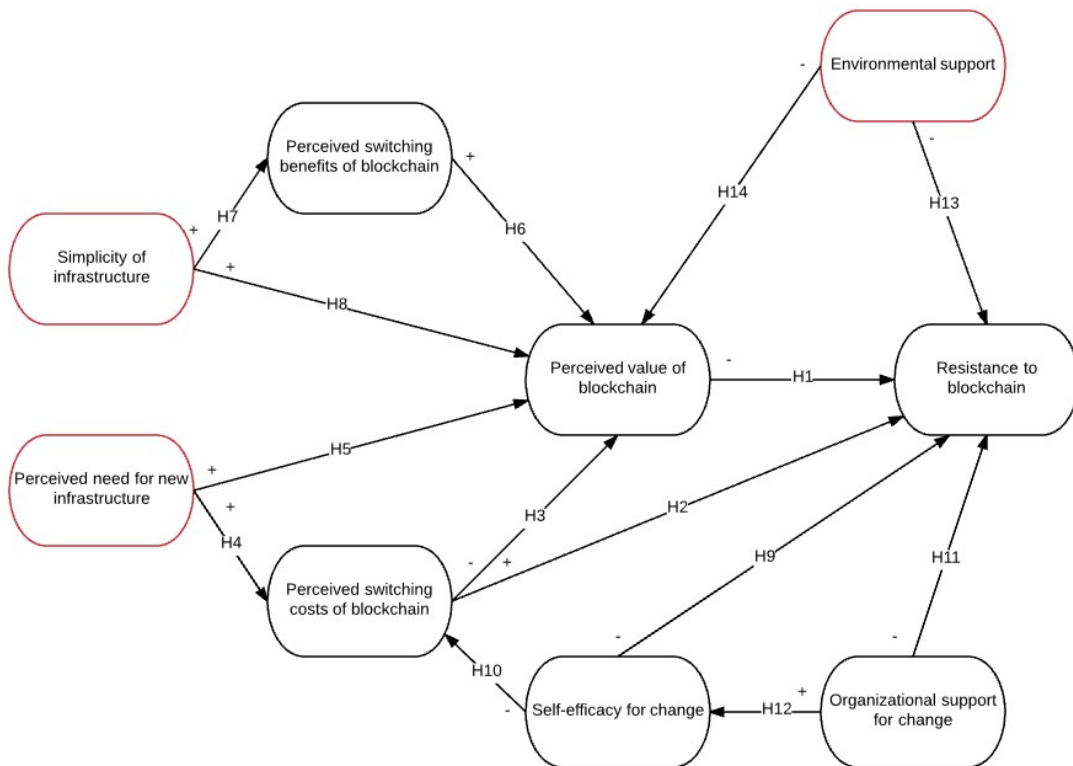 -
Environmental support
-
Perceived switching
benefits of blockchain
+
H14
H13
H7
+
H6
Simplicity of
infrastructure
+
H8
Perceived value of
blockchain
-
H1
Resistance to
blockchain
Perceived need for new
infrastructure
+
H5
+
H4
H3
H2
-
+
H9
H11
Perceived switching
costs of blockchain
H10
-
-
-
Self-efficacy for change
H12
+
Organizational support
for change